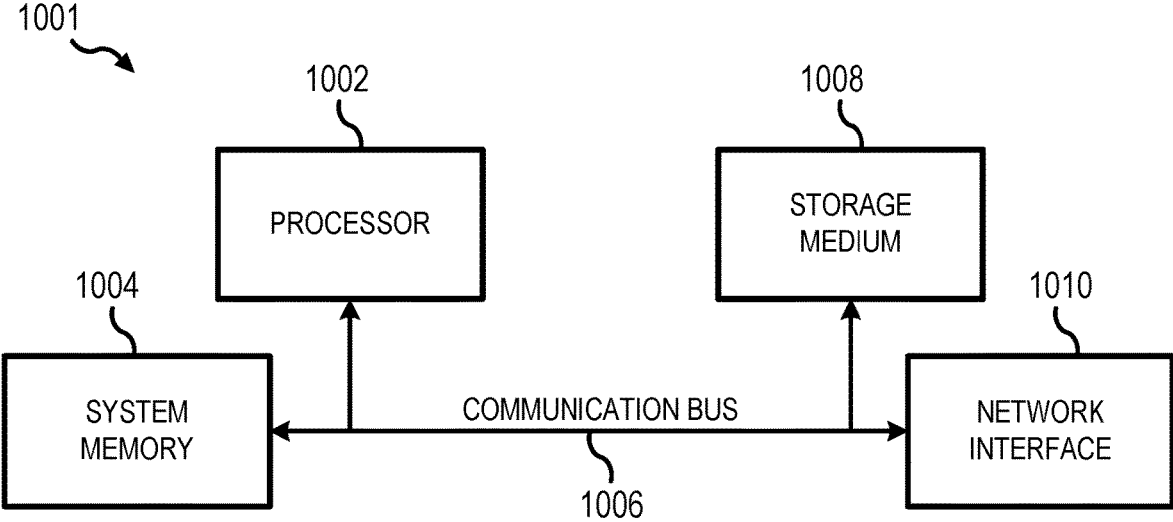 1001
1002
1008
PROCESSOR
STORAGE
MEDIUM
1004
1010
SYSTEM
MEMORY
COMMUNICATION BUS
NETWORK
INTERFACE
1006